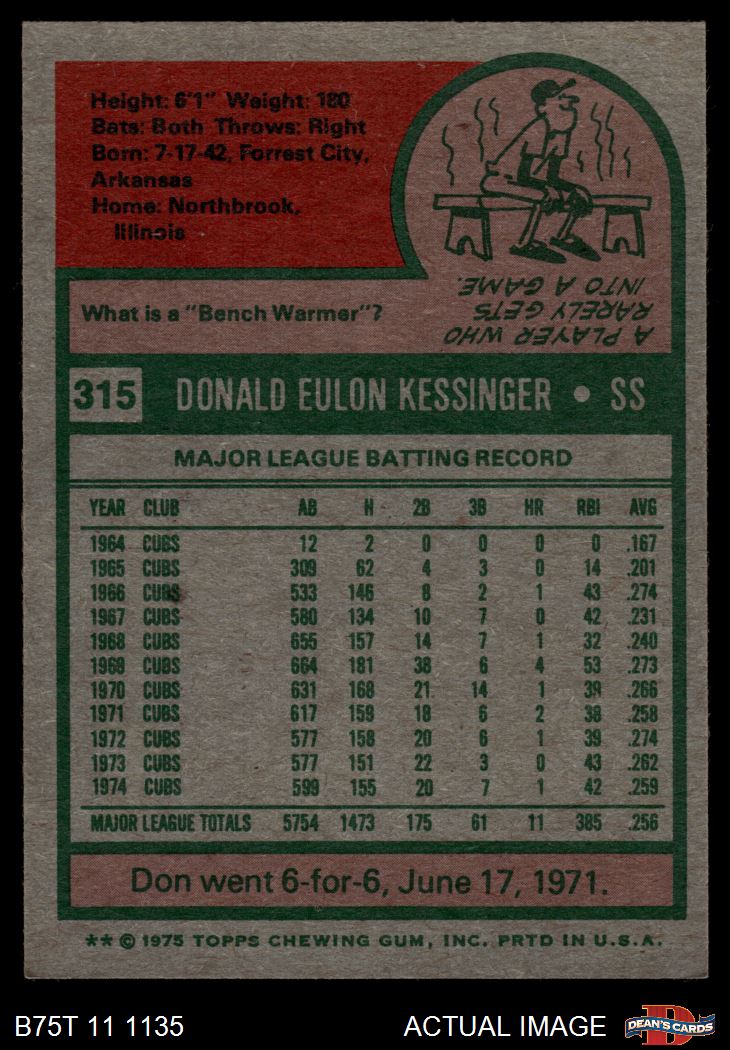 Height: 6'1" Weight: 180
Bats: Both Throws: Right
Born: 7-17-42, Forrest City,
Arkansas
Home: Northbrook,
Illinois
What is a "Bench Warmer"?
A PLAYER WHO
RARELY GETS
INTO A GAME.
315 DONALD EULON KESSINGER • SS
MAJOR LEAGUE BATTING RECORD
YEAR CLUB AB H 2B 3B HR RBI AVG
1964 CUBS 12 2 0 0 0 0 .167
1965 CUBS 309 62 4 3 0 14 .201
1966 CUBS 533 146 8 2 1 43 .274
1967 CUBS 580 134 10 7 0 42 .231
1968 CUBS 655 157 14 7 1 32 .240
1969 CUBS 664 181 38 6 4 53 .273
1970 CUBS 631 168 21 14 1 39 .266
1971 CUBS 617 159 18 6 2 38 .258
1972 CUBS 577 158 20 6 1 39 .274
1973 CUBS 577 151 22 3 0 43 .262
1974 CUBS 599 155 20 7 1 42 .259
MAJOR LEAGUE TOTALS 5754 1473 175 61 11 385 .256
Don went 6-for-6, June 17, 1971.
** © 1975 TOPPS CHEWING GUM, INC. PRTD IN U.S.A.
B75T 11 1135 ACTUAL IMAGE D DEAN'S CARDS